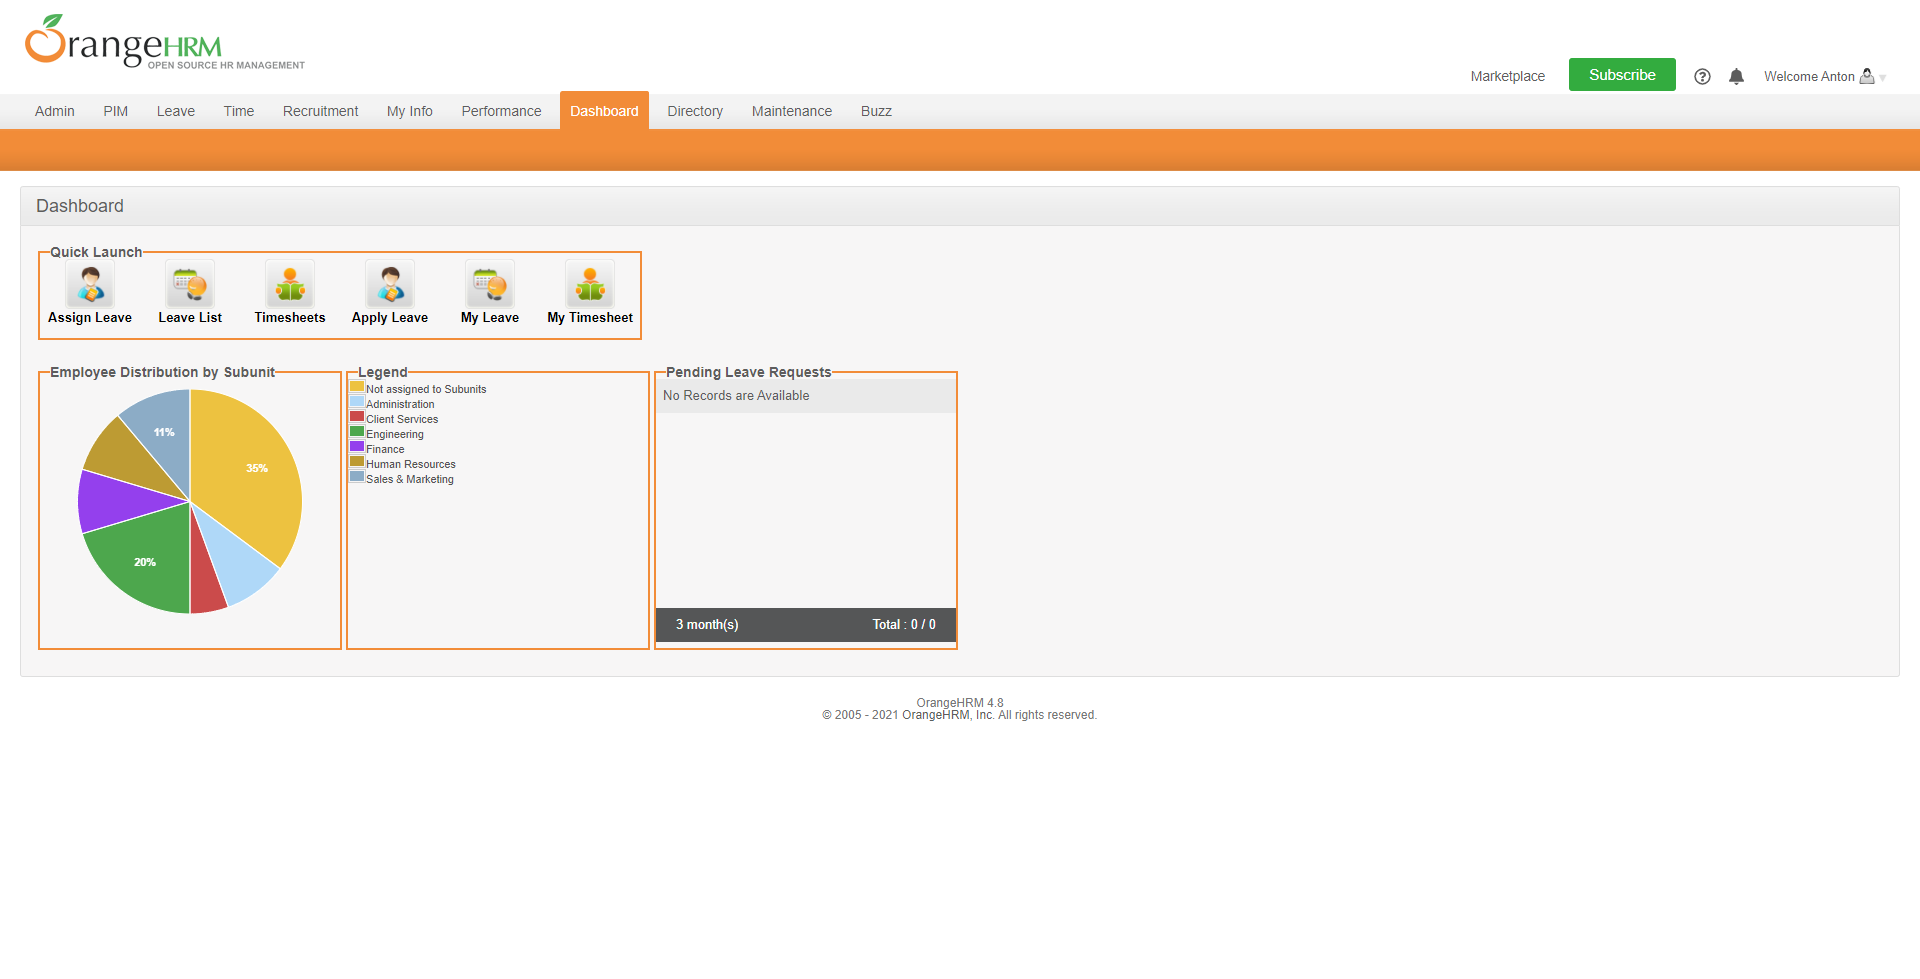 OrangeHRM
OPEN SOURCE HR MANAGEMENT
Marketplace Subscribe Welcome Anton
Admin PIM Leave Time Recruitment My Info Performance Dashboard Directory Maintenance Buzz
Dashboard
Quick Launch
Assign Leave Leave List Timesheets Apply Leave My Leave My Timesheet
Employee Distribution by Subunit
11%
35%
20%
Legend
Not assigned to Subunits
Administration
Client Services
Engineering
Finance
Human Resources
Sales & Marketing
Pending Leave Requests
No Records are Available
3 month(s) Total : 0 / 0
OrangeHRM 4.8
© 2005 - 2021 OrangeHRM, Inc. All rights reserved.